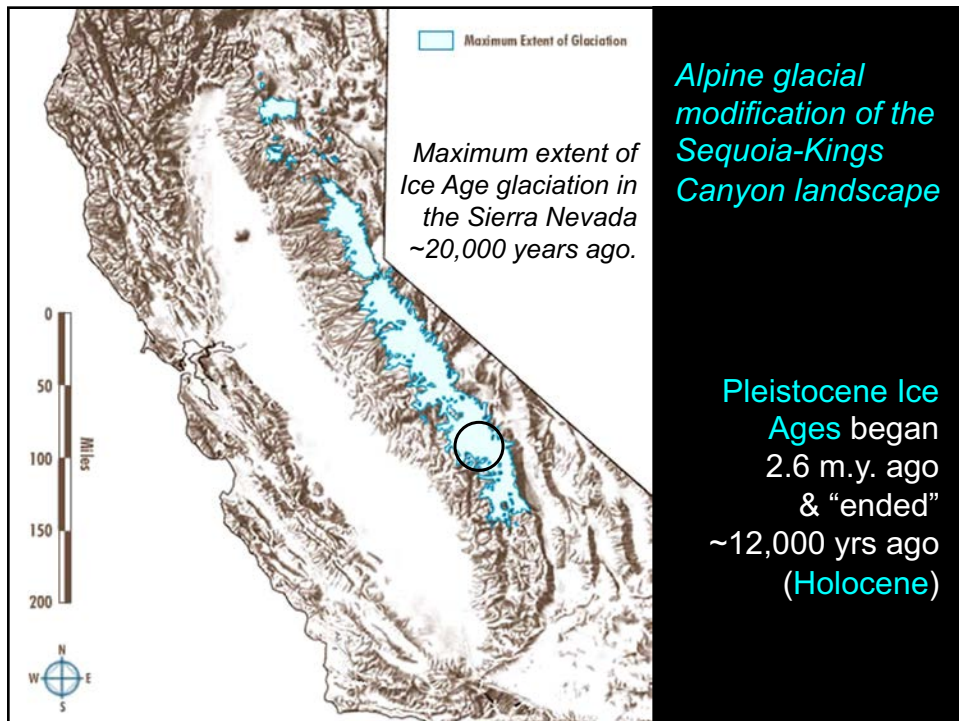 Maximum Extent of Glaciation
Maximum extent of
Ice Age glaciation in
the Sierra Nevada
~20,000 years ago.
0
50
100
150
200
Miles
N
W E
S
Alpine glacial
modification of the
Sequoia-Kings
Canyon landscape
Pleistocene Ice
Ages began
2.6 m.y. ago
& “ended”
~12,000 yrs ago
(Holocene)